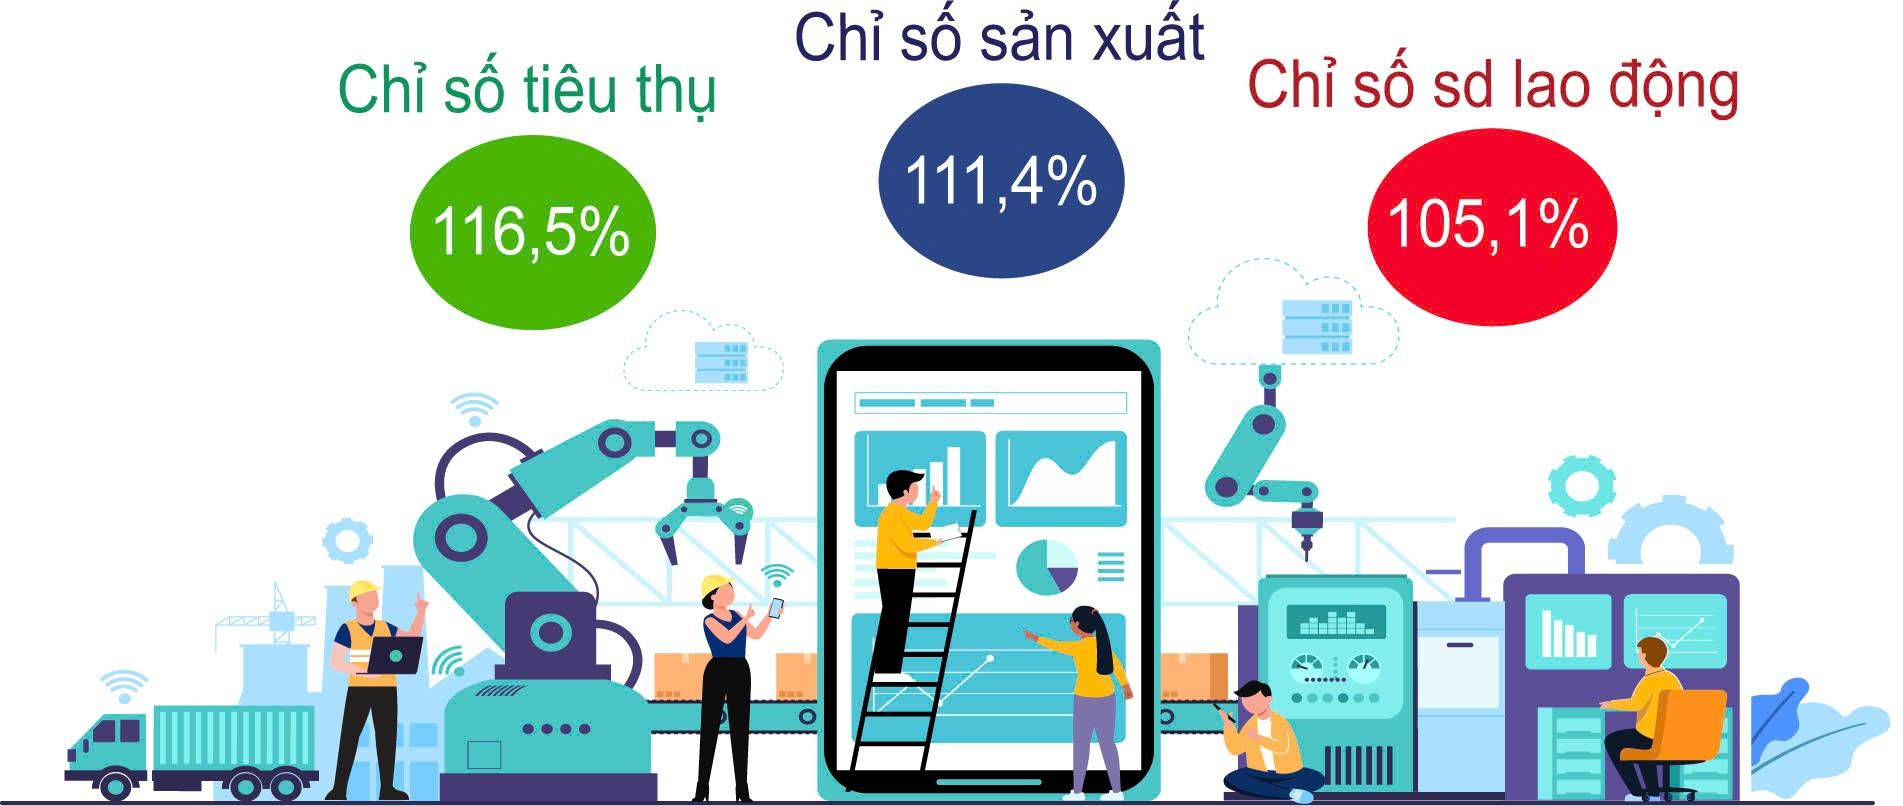 Chỉ số tiêu thụ
116,5%
Chỉ số sản xuất
111,4%
Chỉ số sd lao động
105,1%